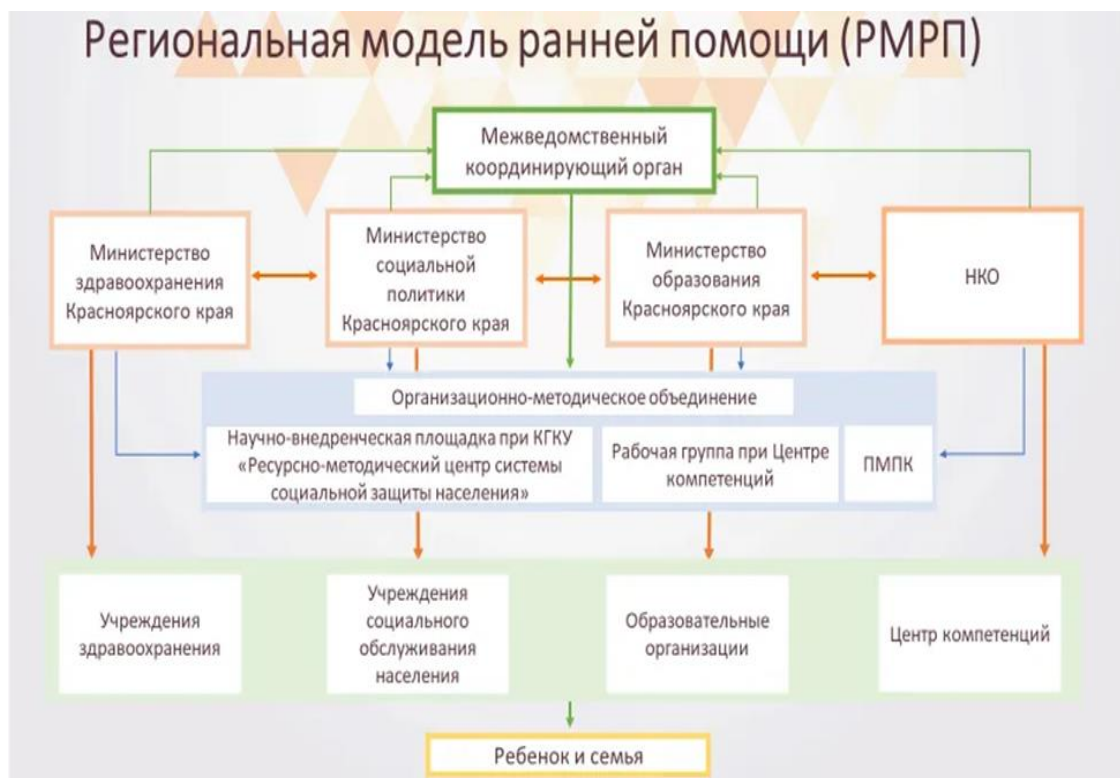 Региональная модель ранней помощи (РМРП)
Межведомственный
координирующий орган
Министерство
здравоохранения
Красноярского края
Министерство
социальной
политики
Красноярского края
Министерство
образования
Красноярского края
НКО
Организационно-методическое объединение
Научно-внедренческая площадка при КГКУ
«Ресурсно-методический центр системы
социальной защиты населения»
Рабочая группа при Центре
компетенций
ПМПК
Учреждения
здравоохранения
Учреждения
социального
обслуживания
населения
Образовательные
организации
Центр компетенций
Ребенок и семья